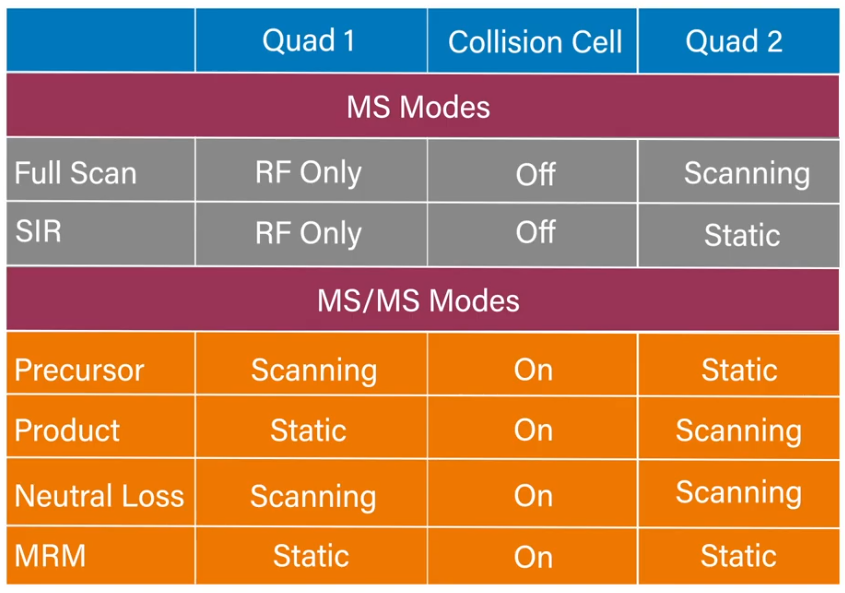 Quad 1 Collision Cell Quad 2
MS Modes
Full Scan RF Only Off Scanning
SIR RF Only Off Static
MS/MS Modes
Precursor Scanning On Static
Product Static On Scanning
Neutral Loss Scanning On Scanning
MRM Static On Static